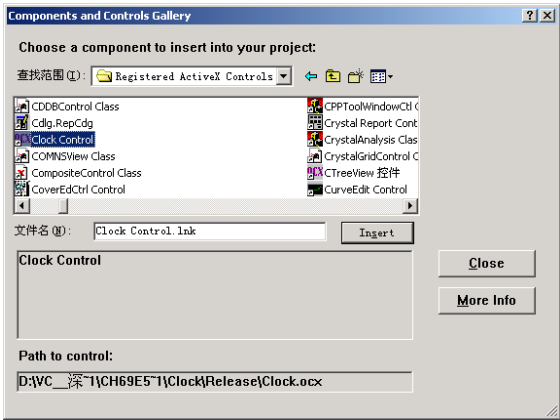 Components and Controls Gallery
Choose a component to insert into your project:
查找范围(I): Registered ActiveX Controls
CDDBControl Class
Cdlg.RepCdg
Clock Control
COMNSView Class
CompositeControl Class
CoverEdCtrl Control
CPPToolWindowCtl C
Crystal Report Cont
CrystalAnalysis Class
CrystalGridControl C
CTreeView 控件
CurveEdit Control
文件名(N): Clock Control.lnk Insert
Clock Control
Close
More Info
Path to control:
D:\VC__深~1\CH69E5~1\Clock\Release\Clock.ocx